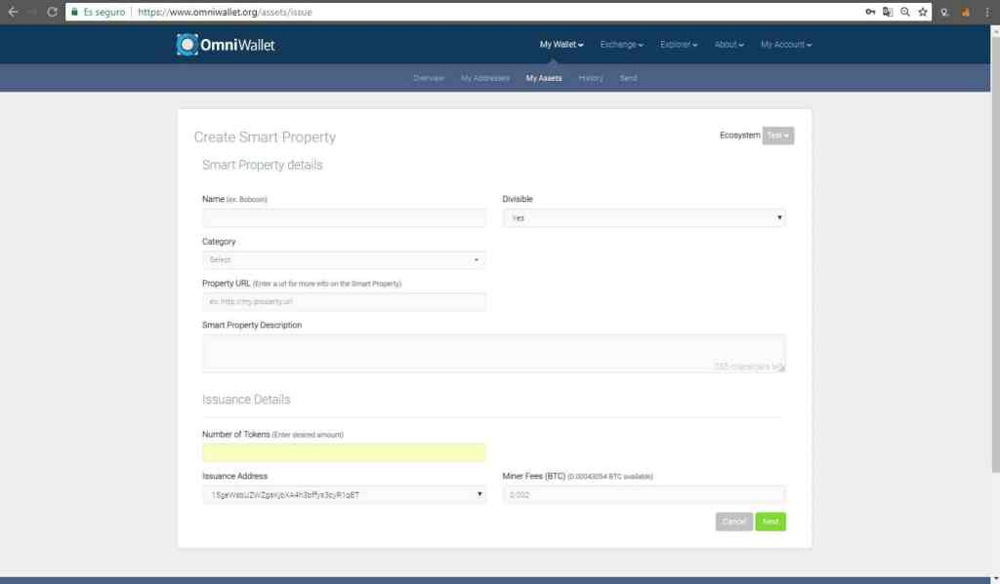 Es seguro https://www.omniwallet.org/assets/issue
OmniWallet
My Wallet Exchange Explorer About My Account
Overview My Addresses My Assets History Send
Create Smart Property
Ecosystem Test
Smart Property details
Name (ex. Bobcoin)
Divisible
Yes
Category
Select
Property URL (Enter a url for more info on the Smart Property)
ex: http://my.property.url
Smart Property Description
255 characters left
Issuance Details
Number of Tokens (Enter desired amount)
Issuance Address
Miner Fees (BTC) (0.00043054 BTC available)
0.002
Cancel Next